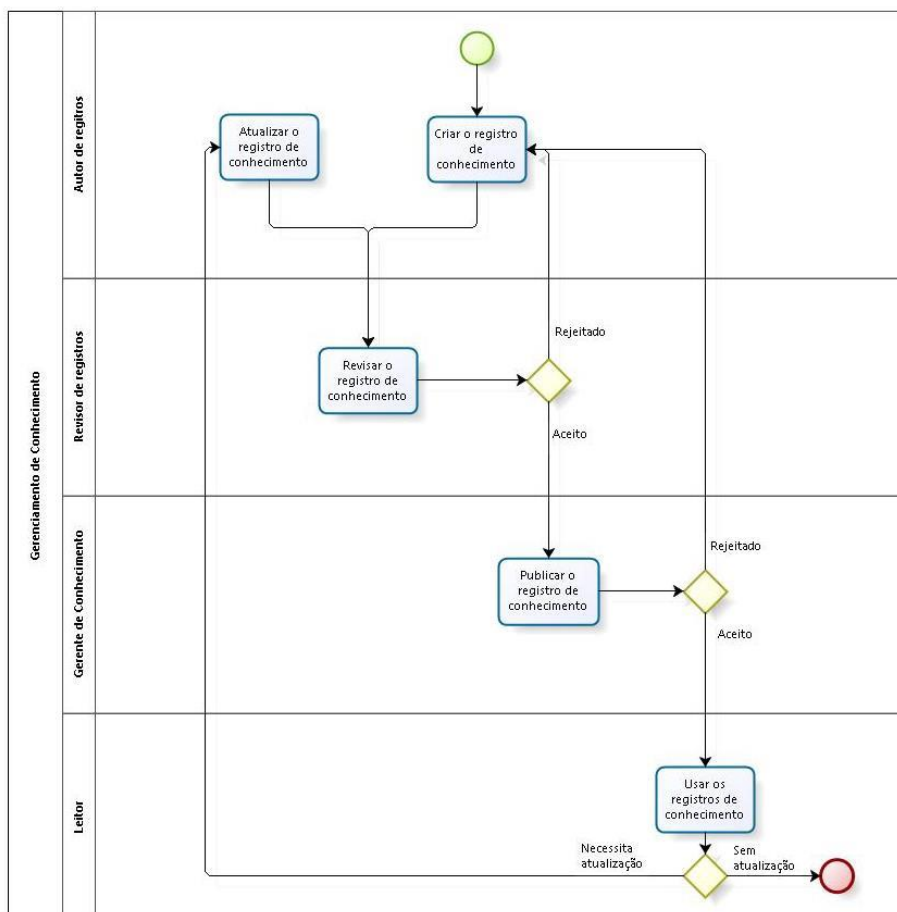 Gerenciamento de Conhecimento
Autor de regitros
Atualizar o
registro de
conhecimento
Criar o registro
de
conhecimento
Revisor de registros
Revisar o
registro de
conhecimento
Rejeitado
Aceito
Gerente de Conhecimento
Publicar o
registro de
conhecimento
Rejeitado
Aceito
Leitor
Usar os
registros de
conhecimento
Necessita
atualização
Sem
atualização